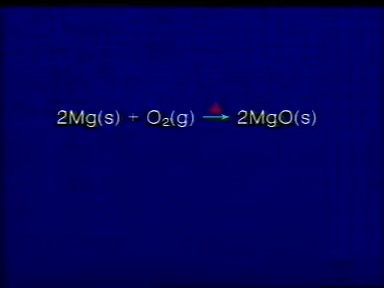 2Mg(s) + O₂(g) → 2MgO(s)